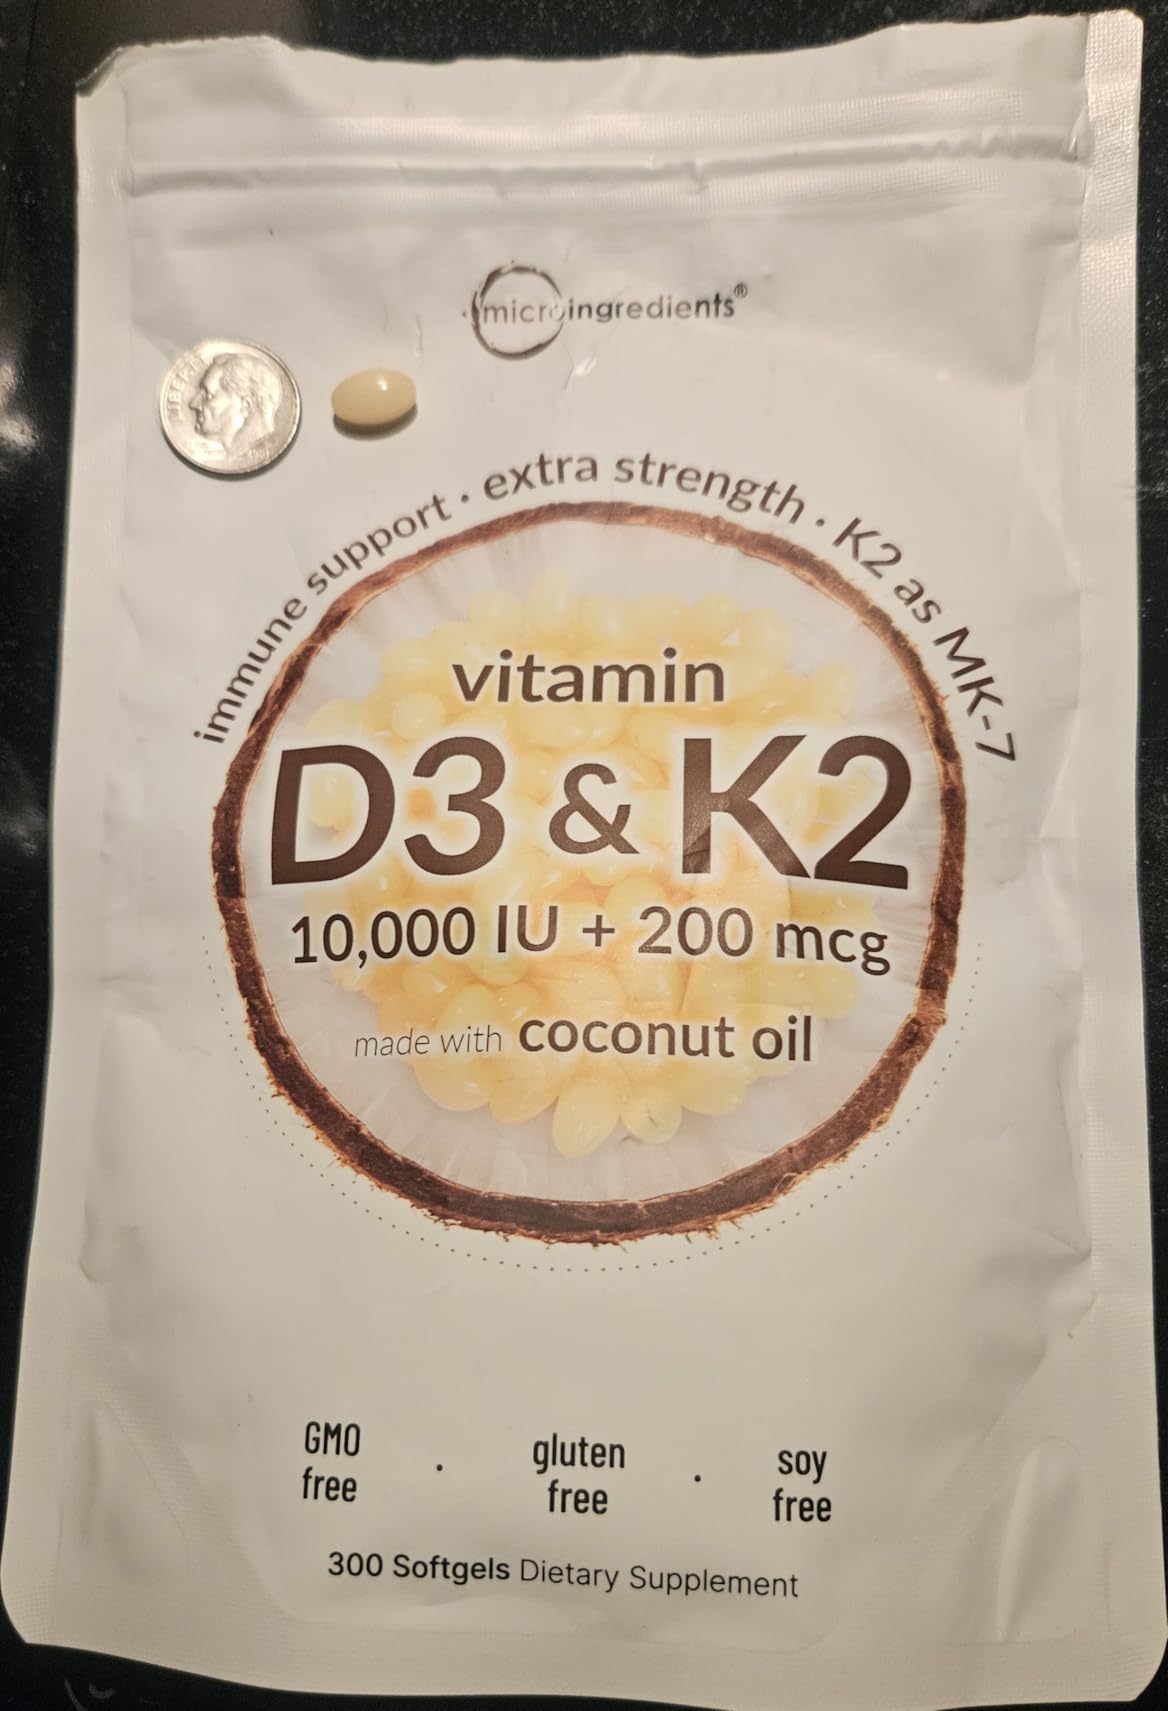 microingredients®
LIBERTY
immune support · extra strength · K2 as MK-7
vitamin
D3 & K2
10,000 IU + 200 mcg
made with coconut oil
GMO free · gluten free · soy free
300 Softgels Dietary Supplement